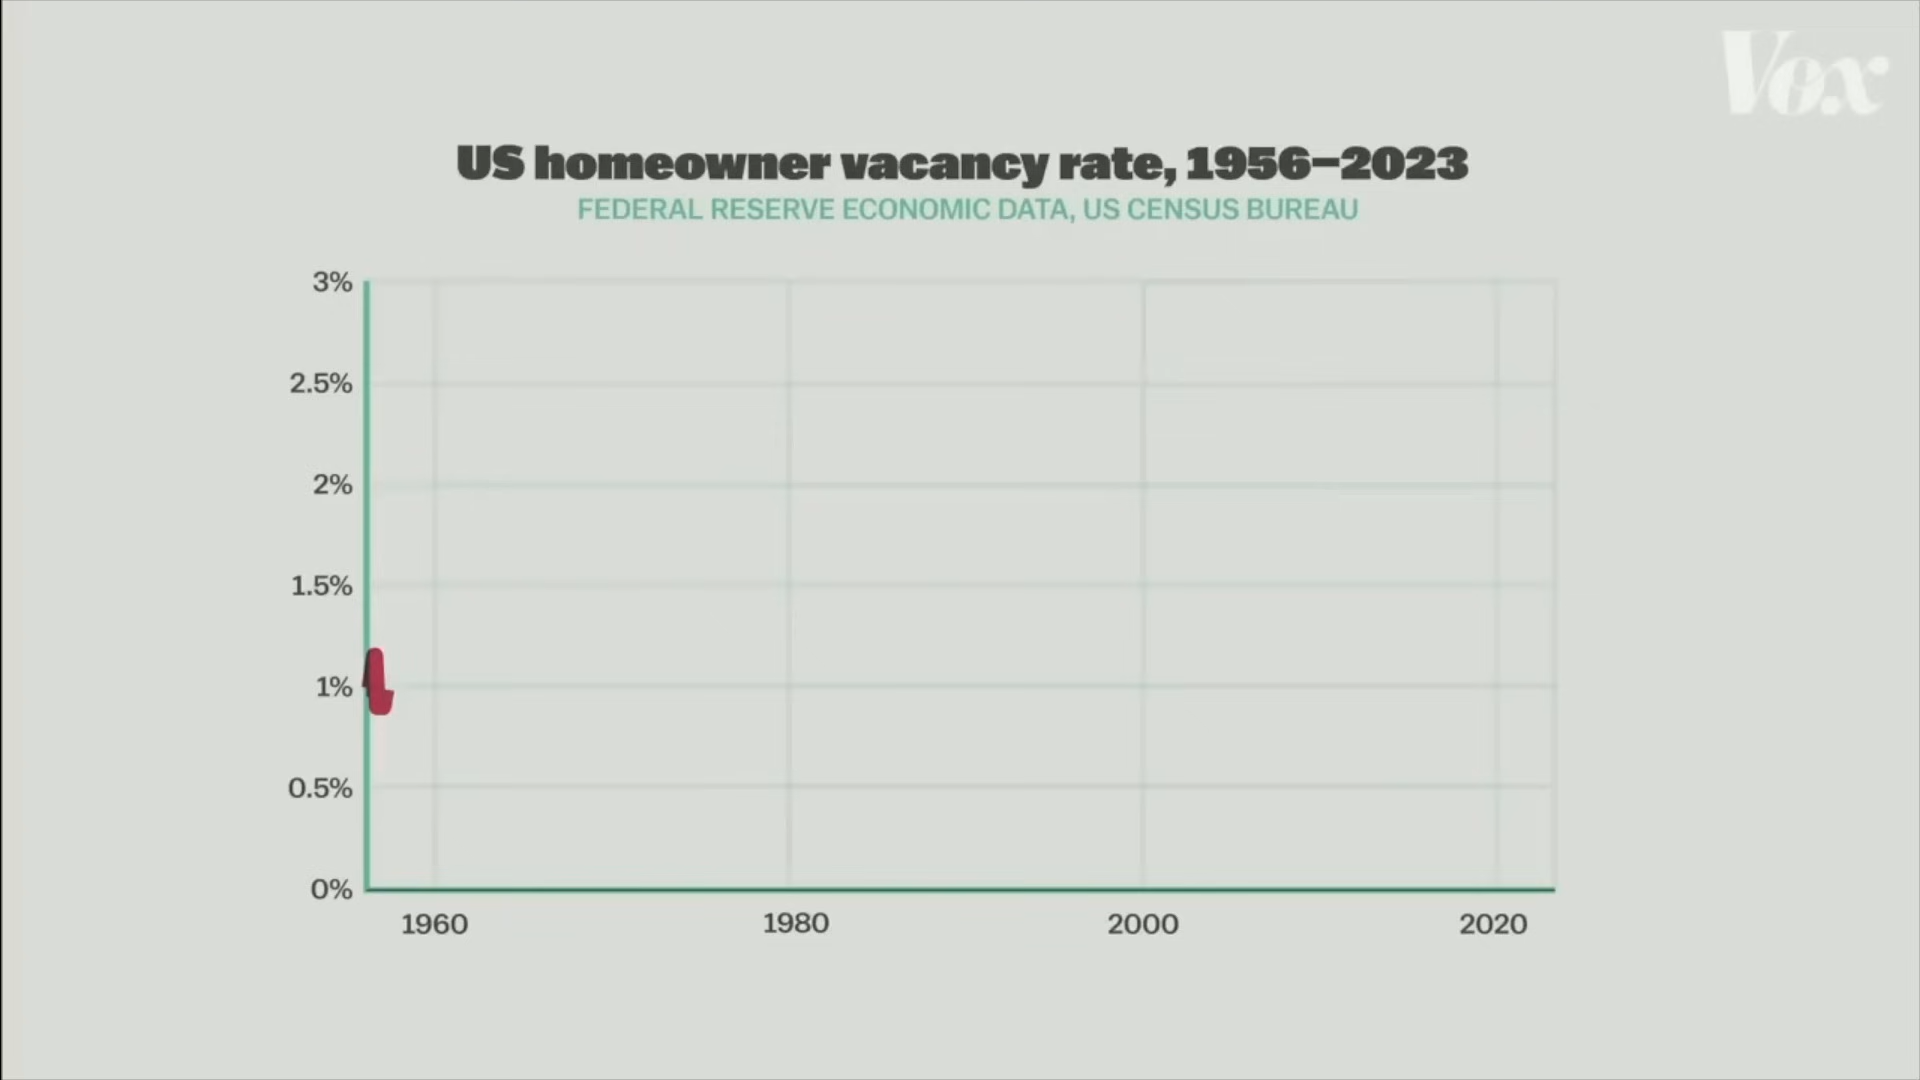 Vox
US homeowner vacancy rate, 1956–2023
FEDERAL RESERVE ECONOMIC DATA, US CENSUS BUREAU
3%
2.5%
2%
1.5%
1%
0.5%
0%
1960 1980 2000 2020